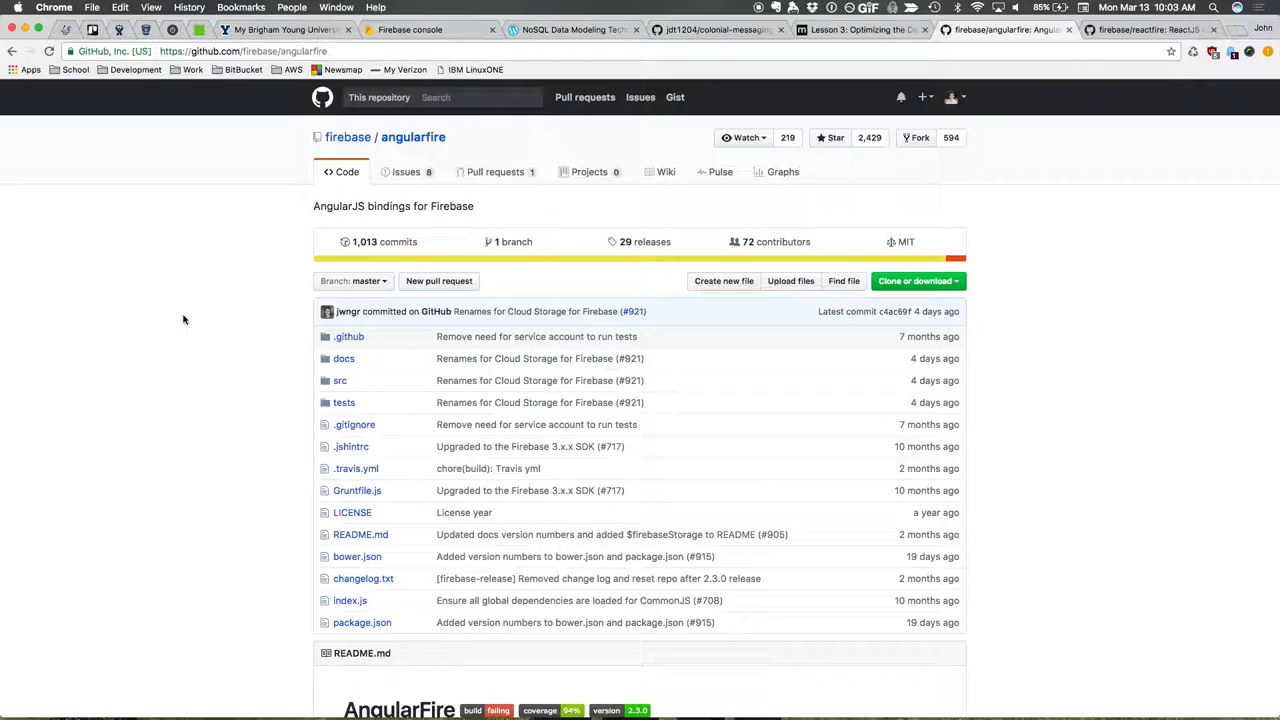 Chrome File Edit View History Bookmarks People Window Help GIF 85% Mon Mar 13 10:03 AM
My Brigham Young Univers Firebase console NoSQL Data Modeling Tech jdt1204/colonial-messaging Lesson 3: Optimizing the De firebase/angularfire: Angula firebase/reactfire: ReactJS John
GitHub, Inc. [US] https://github.com/firebase/angularfire
Apps School Development Work BitBucket AWS Newsmap My Verizon IBM LinuxONE
This repository Search Pull requests Issues Gist
firebase / angularfire Watch 219 Star 2,429 Fork 594
Code Issues 8 Pull requests 1 Projects 0 Wiki Pulse Graphs
AngularJS bindings for Firebase
1,013 commits 1 branch 29 releases 72 contributors MIT
Branch: master New pull request Create new file Upload files Find file Clone or download
jwngr committed on GitHub Renames for Cloud Storage for Firebase (#921) Latest commit c4ac69f 4 days ago
.github Remove need for service account to run tests 7 months ago
docs Renames for Cloud Storage for Firebase (#921) 4 days ago
src Renames for Cloud Storage for Firebase (#921) 4 days ago
tests Renames for Cloud Storage for Firebase (#921) 4 days ago
.gitignore Remove need for service account to run tests 7 months ago
.jshintrc Upgraded to the Firebase 3.x.x SDK (#717) 10 months ago
.travis.yml chore(build): Travis yml 2 months ago
Gruntfile.js Upgraded to the Firebase 3.x.x SDK (#717) 10 months ago
LICENSE License year a year ago
README.md Updated docs version numbers and added $firebaseStorage to README (#905) 2 months ago
bower.json Added version numbers to bower.json and package.json (#915) 19 days ago
changelog.txt [firebase-release] Removed change log and reset repo after 2.3.0 release 2 months ago
index.js Ensure all global dependencies are loaded for CommonJS (#708) 10 months ago
package.json Added version numbers to bower.json and package.json (#915) 19 days ago
README.md
AngularFire build failing coverage 94% version 2.3.0